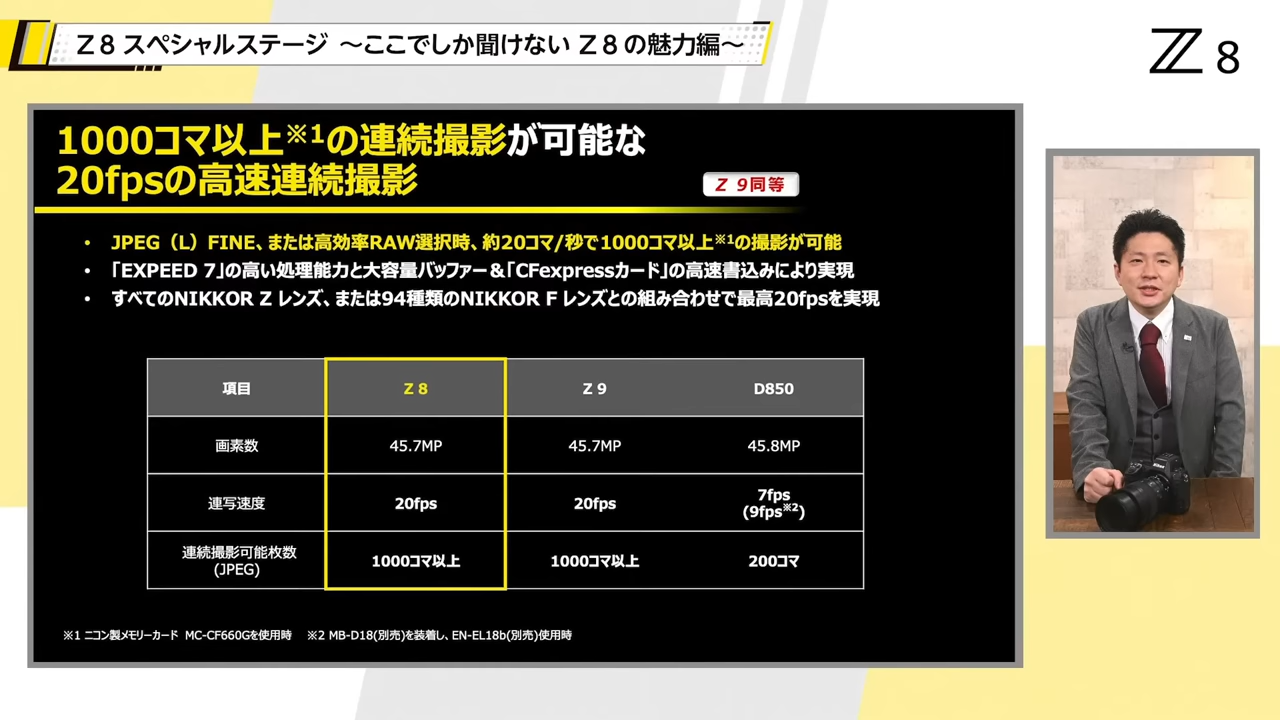 Z 8 スペシャルステージ ～ここでしか聞けない Z 8 の魅力編～
Z 8
1000コマ以上※1の連続撮影が可能な
20fpsの高速連続撮影
Z 9同等
• JPEG（L）FINE、または高効率RAW選択時、約20コマ/秒で1000コマ以上※1の撮影が可能
• 「EXPEED 7」の高い処理能力と大容量バッファー＆「CFexpressカード」の高速書込みにより実現
• すべてのNIKKOR Z レンズ、または94種類のNIKKOR F レンズとの組み合わせで最高20fpsを実現
項目 Z 8 Z 9 D850
画素数 45.7MP 45.7MP 45.8MP
連写速度 20fps 20fps 7fps
(9fps※2)
連続撮影可能枚数
(JPEG) 1000コマ以上 1000コマ以上 200コマ
※1 ニコン製メモリーカード MC-CF660Gを使用時 ※2 MB-D18(別売)を装着し、EN-EL18b(別売)使用時
Nikon